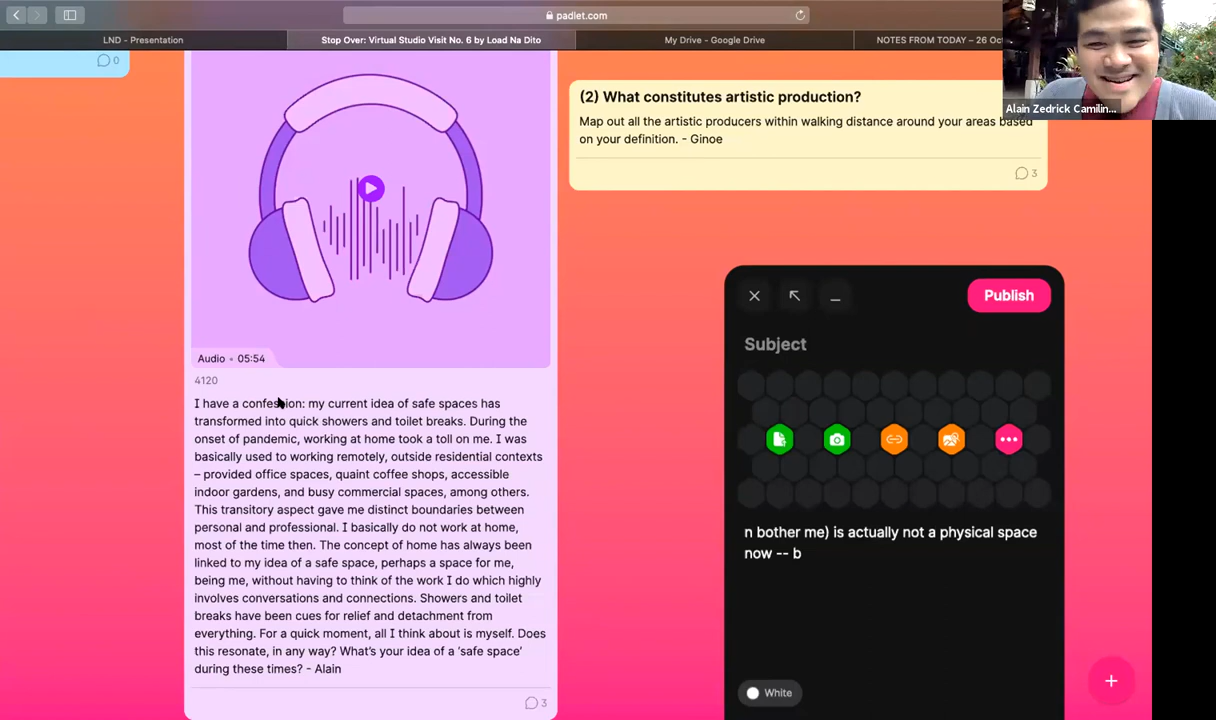 padlet.com
LND - Presentation
Stop Over: Virtual Studio Visit No. 6 by Load Na Dito
My Drive - Google Drive
NOTES FROM TODAY – 26 Oct
Alain Zedrick Camilin...
0
(2) What constitutes artistic production?
Map out all the artistic producers within walking distance around your areas based
on your definition. - Ginoe
3
Audio • 05:54
4120
I have a confession: my current idea of safe spaces has
transformed into quick showers and toilet breaks. During the
onset of pandemic, working at home took a toll on me. I was
basically used to working remotely, outside residential contexts
– provided office spaces, quaint coffee shops, accessible
indoor gardens, and busy commercial spaces, among others.
This transitory aspect gave me distinct boundaries between
personal and professional. I basically do not work at home,
most of the time then. The concept of home has always been
linked to my idea of a safe space, perhaps a space for me,
being me, without having to think of the work I do which highly
involves conversations and connections. Showers and toilet
breaks have been cues for relief and detachment from
everything. For a quick moment, all I think about is myself. Does
this resonate, in any way? What's your idea of a 'safe space'
during these times? - Alain
3
Publish
Subject
n bother me) is actually not a physical space
now -- b
White